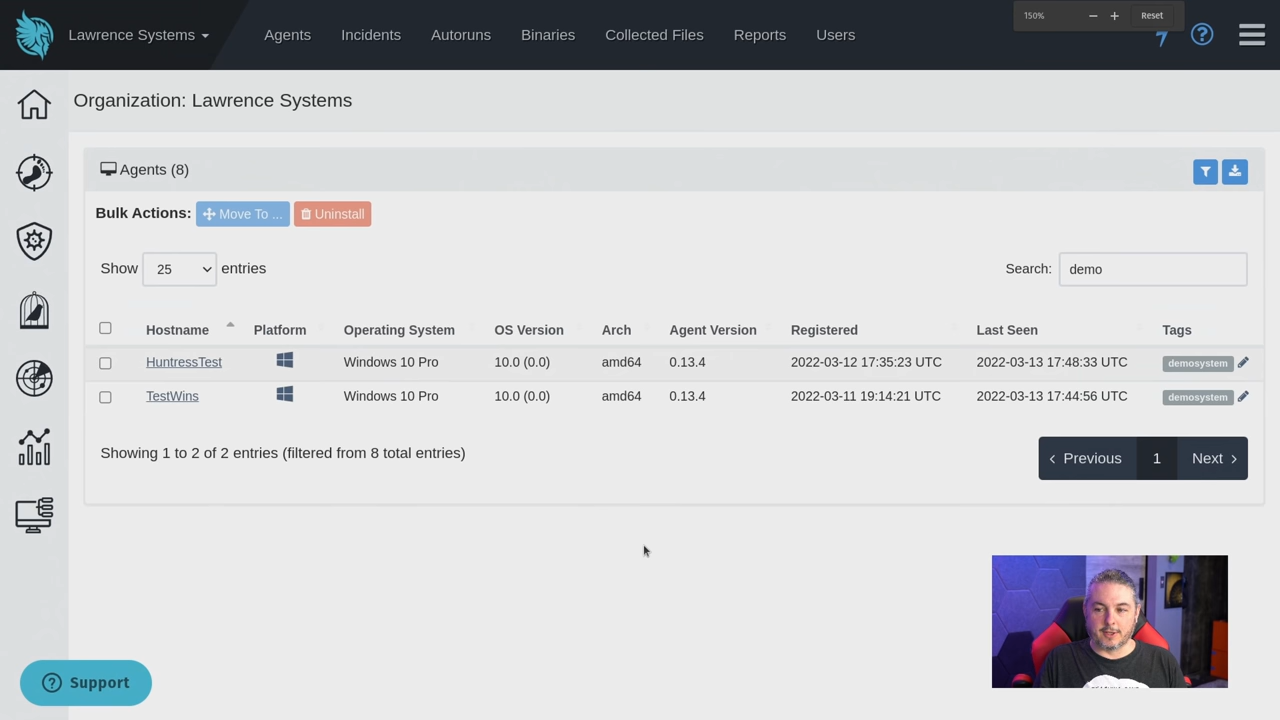 150% − + Reset
Lawrence Systems Agents Incidents Autoruns Binaries Collected Files Reports Users
Organization: Lawrence Systems
Agents (8)
Bulk Actions: Move To ... Uninstall
Show 25 entries Search: demo
Hostname Platform Operating System OS Version Arch Agent Version Registered Last Seen Tags
HuntressTest Windows 10 Pro 10.0 (0.0) amd64 0.13.4 2022-03-12 17:35:23 UTC 2022-03-13 17:48:33 UTC demosystem
TestWins Windows 10 Pro 10.0 (0.0) amd64 0.13.4 2022-03-11 19:14:21 UTC 2022-03-13 17:44:56 UTC demosystem
Showing 1 to 2 of 2 entries (filtered from 8 total entries) Previous 1 Next
Support